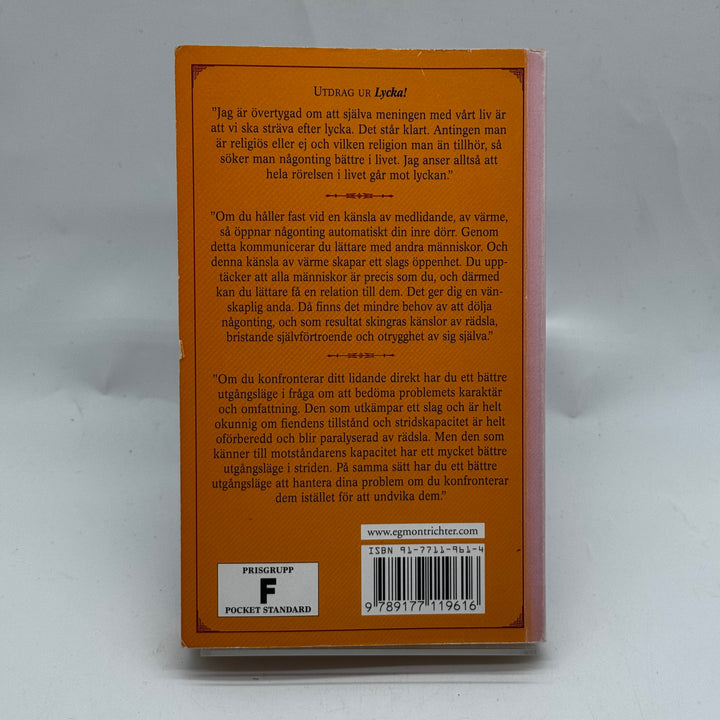 UTDRAG UR Lycka!
”Jag är övertygad om att själva meningen med vårt liv är
att vi ska sträva efter lycka. Det står klart. Antingen man
är religiös eller ej och vilken religion man än tillhör, så
söker man någonting bättre i livet. Jag anser alltså att
hela rörelsen i livet går mot lyckan.”
”Om du håller fast vid en känsla av medlidande, av värme,
så öppnar någonting automatiskt din inre dörr. Genom
detta kommunicerar du lättare med andra människor. Och
denna känsla av värme skapar ett slags öppenhet. Du upp-
täcker att alla människor är precis som du, och därmed
kan du lättare få en relation till dem. Det ger dig en vän-
skaplig anda. Då finns det mindre behov av att dölja
någonting, och som resultat skingras känslor av rädsla,
bristande självförtroende och otrygghet av sig själva.”
”Om du konfronterar ditt lidande direkt har du ett bättre
utgångsläge i fråga om att bedöma problemets karaktär
och omfattning. Den som utkämpar ett slag och är helt
okunnig om fiendens tillstånd och stridskapacitet är helt
oförberedd och blir paralyserad av rädsla. Men den som
känner till motståndarens kapacitet har ett mycket bättre
utgångsläge i striden. På samma sätt har du ett bättre
utgångsläge att hantera dina problem om du konfronterar
dem istället för att undvika dem.”
www.egmontrichter.com
ISBN 91-7711-961-4
9 789177 119616
PRISGRUPP
F
POCKET STANDARD